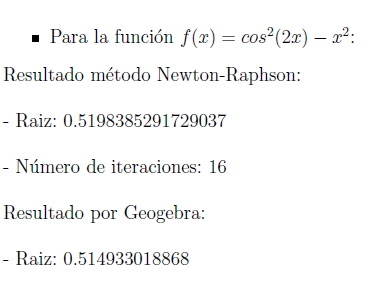 ▪ Para la función f(x) = cos²(2x) − x²:
Resultado método Newton-Raphson:
- Raiz: 0.5198385291729037
- Número de iteraciones: 16
Resultado por Geogebra:
- Raiz: 0.514933018868